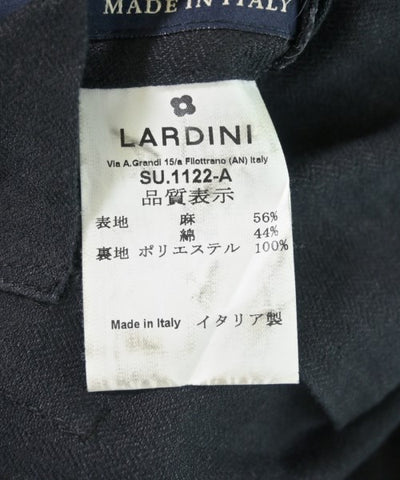 MADE IN ITALY
LARDINI
Via A.Grandi 15/a Filottrano (AN) Italy
SU.1122-A
品質表示
表地 麻 56%
綿 44%
裏地 ポリエステル 100%
Made in Italy イタリア製